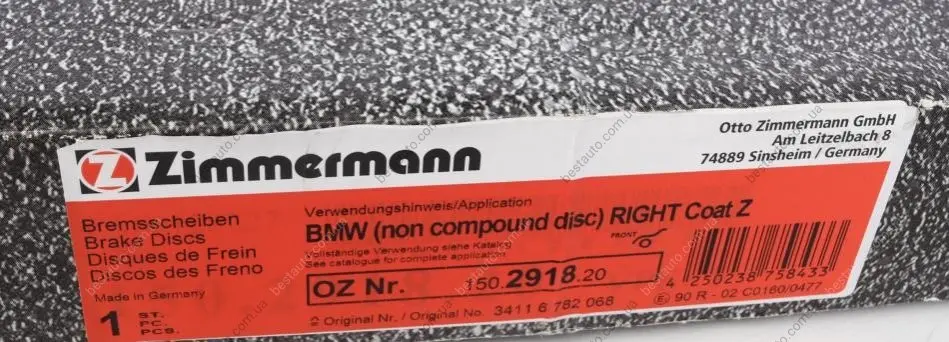 Zimmermann
Otto Zimmermann GmbH
Am Leitzelbach 8
74889 Sinsheim / Germany
Bremsscheiben
Brake Discs
Disques de Frein
Discos des Freno
Made in Germany
1 ST.
PC.
PCS.
Verwendungshinweis/Application
BMW (non compound disc) RIGHT Coat Z
FRONT
Vollständige Verwendung siehe Katalog
See catalogue for complete application
OZ Nr. 150.2918.20
Original Nr. / Original No. 3411 6 782 068
4 250238 758433
E 90 R - 02 C0160/0477
bestauto.com.ua